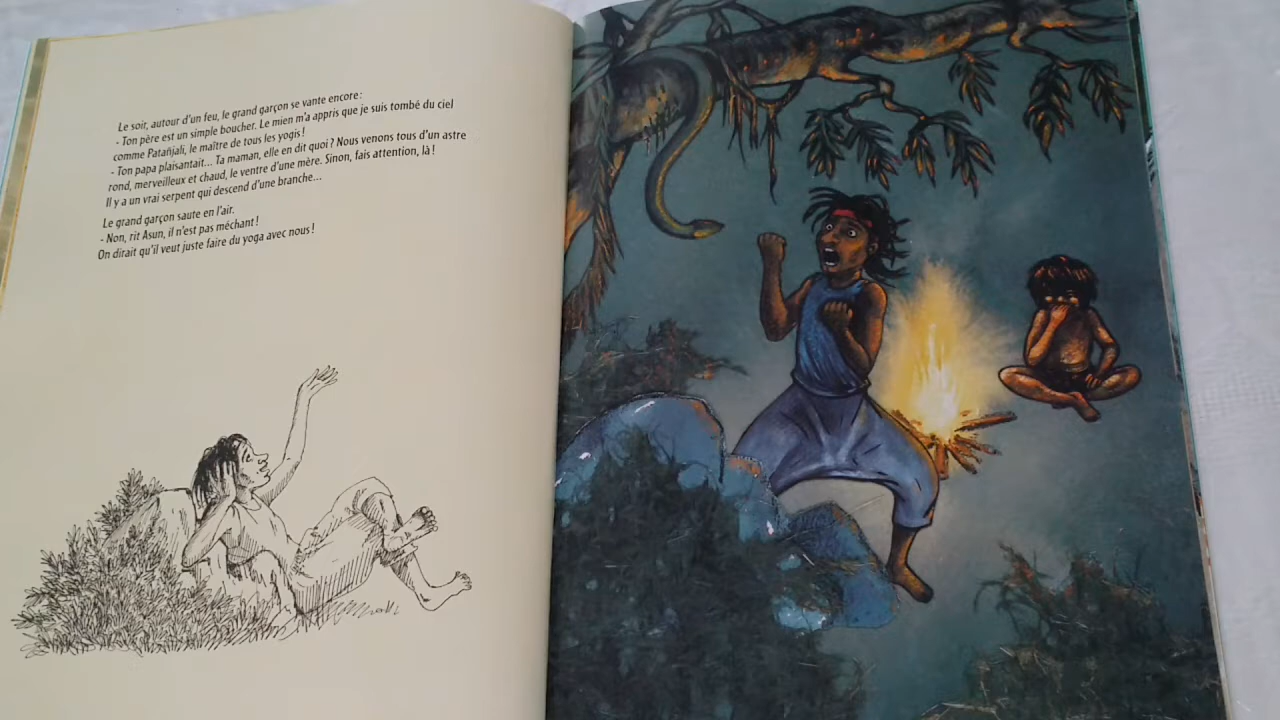 Le soir, autour d'un feu, le grand garçon se vante encore :
- Ton père est un simple boucher. Le mien m'a appris que je suis tombé du ciel
comme Patañjali, le maître de tous les yogis !
- Ton papa plaisantait... Ta maman, elle en dit quoi ? Nous venons tous d'un astre
rond, merveilleux et chaud, le ventre d'une mère. Sinon, fais attention, là !
Il y a un vrai serpent qui descend d'une branche...
Le grand garçon saute en l'air.
- Non, rit Asun, il n'est pas méchant !
On dirait qu'il veut juste faire du yoga avec nous !